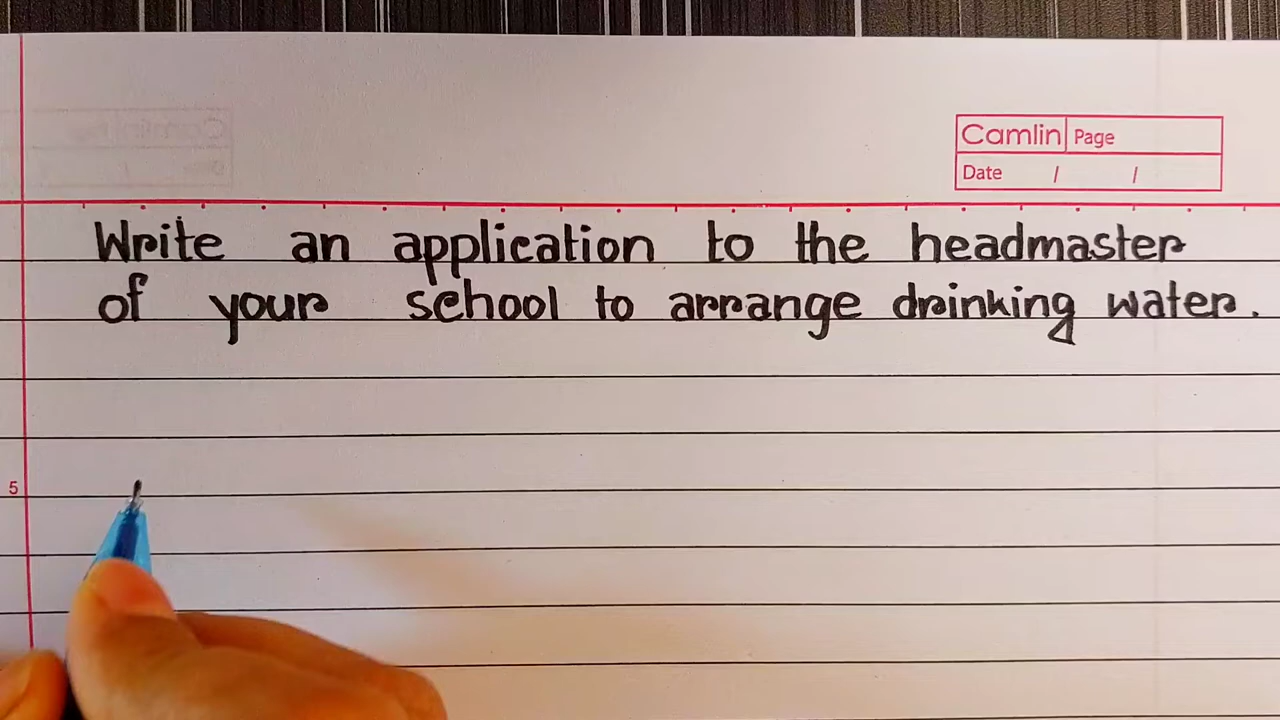 Camlin Page
Date / /
Write an application to the headmaster
of your school to arrange drinking water.
5